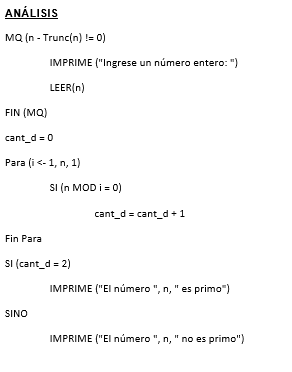 ANÁLISIS
MQ (n - Trunc(n) != 0)
IMPRIME ("Ingrese un número entero: ")
LEER(n)
FIN (MQ)
cant_d = 0
Para (i <- 1, n, 1)
SI (n MOD i = 0)
cant_d = cant_d + 1
Fin Para
SI (cant_d = 2)
IMPRIME ("El número ", n, " es primo")
SINO
IMPRIME ("El número ", n, " no es primo")